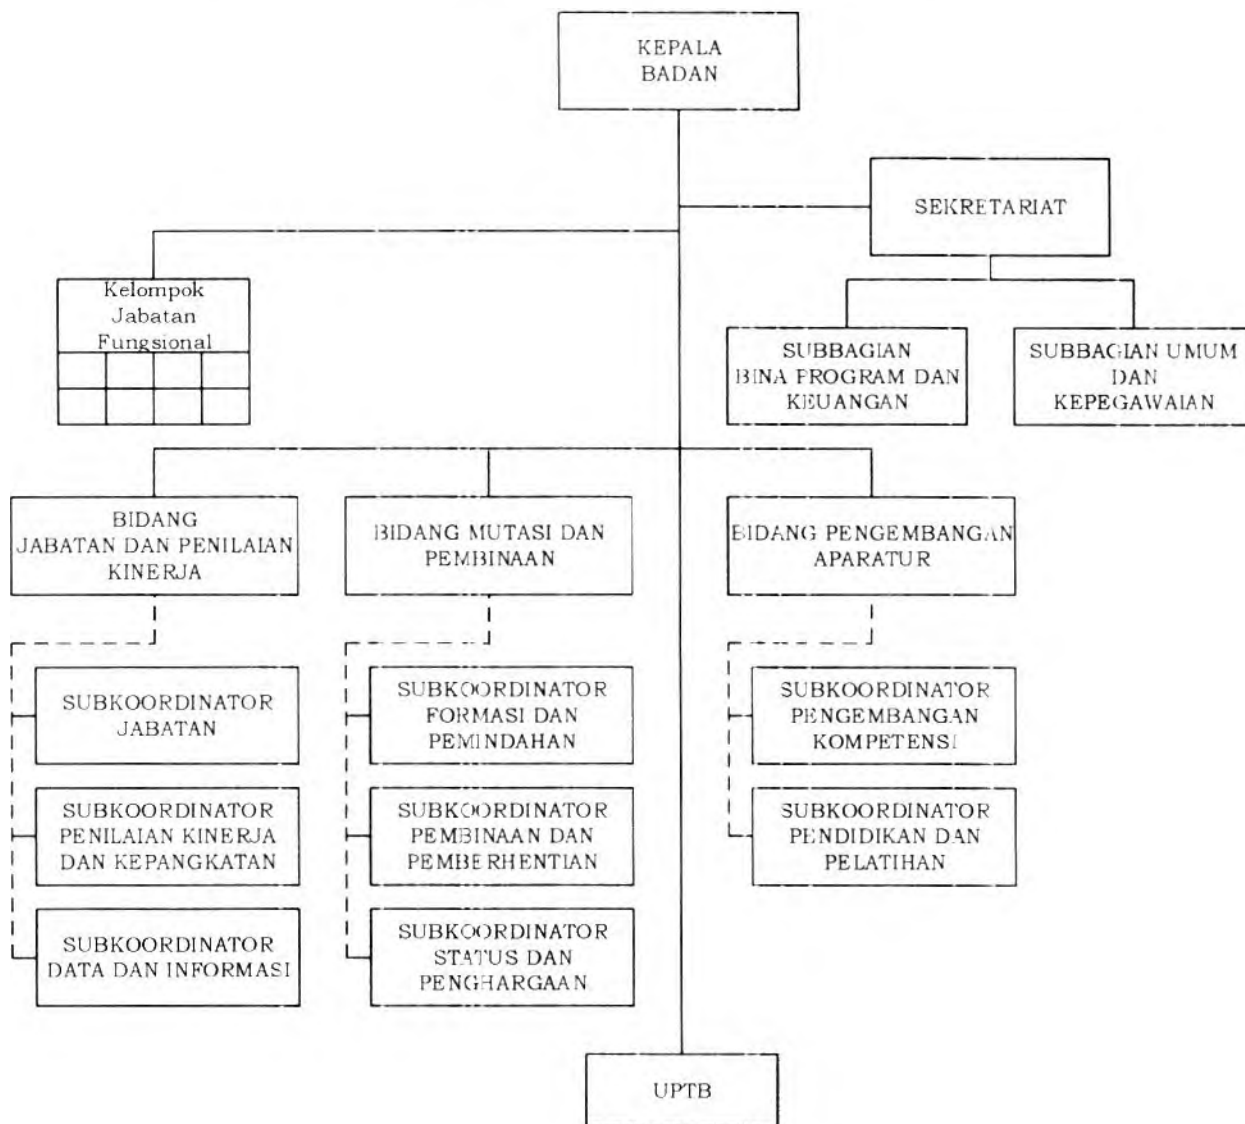 KEPALA
BADAN
SEKRETARIAT
Kelompok
Jabatan
Fungsional
SUBBAGIAN
BINA PROGRAM DAN
KEUANGAN
SUBBAGIAN UMUM
DAN
KEPEGAWAIAN
BIDANG
JABATAN DAN PENILAIAN
KINERJA
BIDANG MUTASI DAN
PEMBINAAN
BIDANG PENGEMBANGAN
APARATUR
SUBKOORDINATOR
JABATAN
SUBKOORDINATOR
FORMASI DAN
PEMINDAHAN
SUBKOORDINATOR
PENGEMBANGAN
KOMPETENSI
SUBKOORDINATOR
PENILAIAN KINERJA
DAN KEPANGKATAN
SUBKOORDINATOR
PEMBINAAN DAN
PEMBERHENTIAN
SUBKOORDINATOR
PENDIDIKAN DAN
PELATIHAN
SUBKOORDINATOR
DATA DAN INFORMASI
SUBKOORDINATOR
STATUS DAN
PENGHARGAAN
UPTB